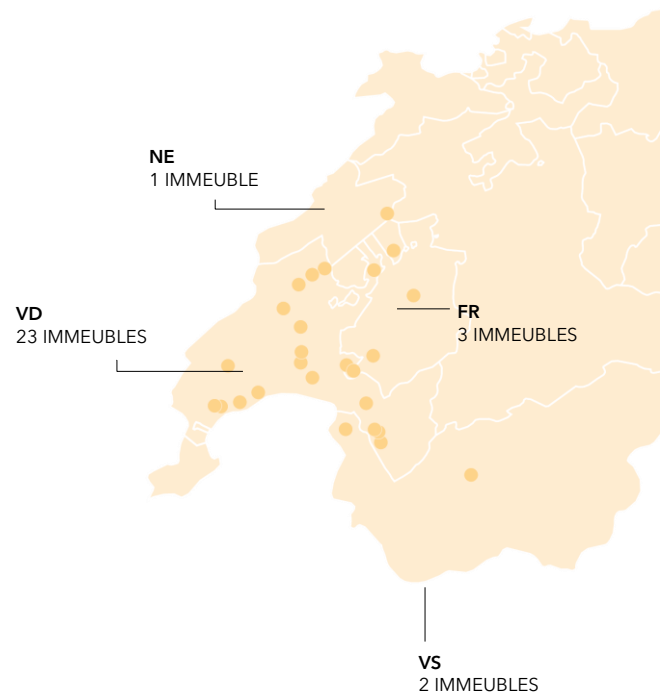 NE
1 IMMEUBLE
VD
23 IMMEUBLES
FR
3 IMMEUBLES
VS
2 IMMEUBLES